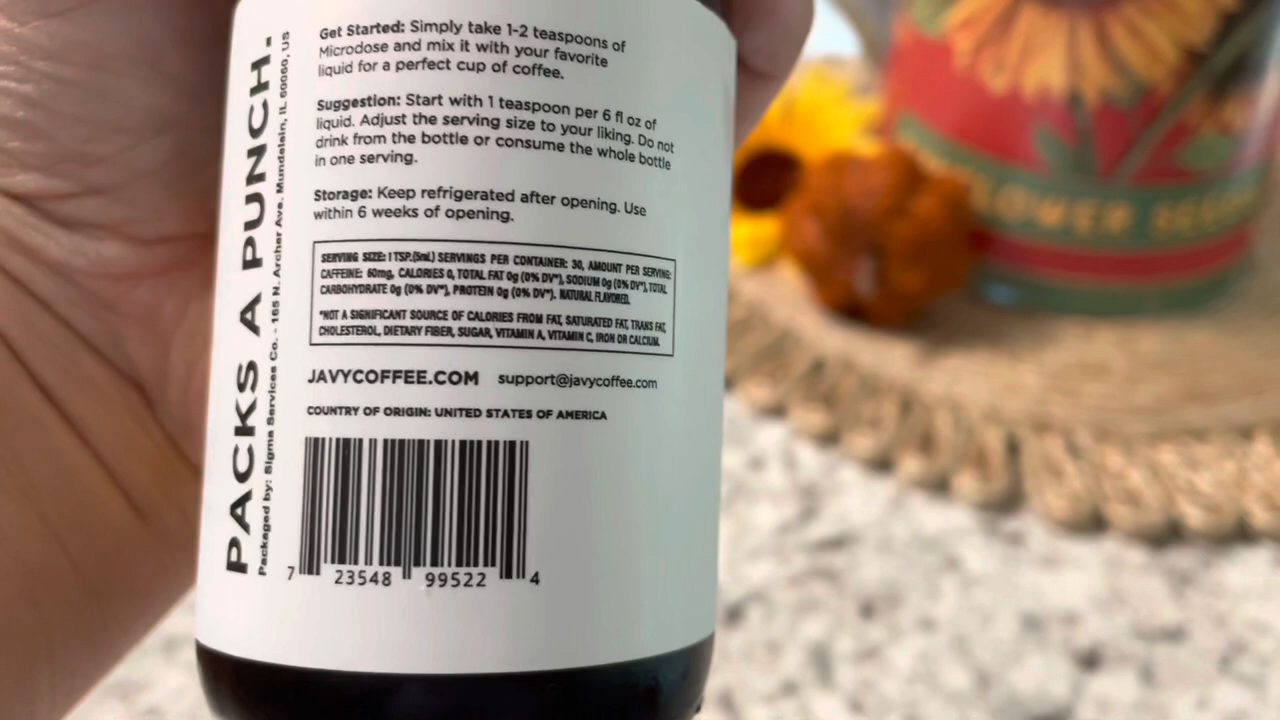 PACKS A PUNCH.
Packaged by: Sigma Services Co. - 165 N. Archer Ave. Mundelein, IL 60060, US
Get Started: Simply take 1-2 teaspoons of
Microdose and mix it with your favorite
liquid for a perfect cup of coffee.
Suggestion: Start with 1 teaspoon per 6 fl oz of
liquid. Adjust the serving size to your liking. Do not
drink from the bottle or consume the whole bottle
in one serving.
Storage: Keep refrigerated after opening. Use
within 6 weeks of opening.
SERVING SIZE: 1 TSP.(5mL) SERVINGS PER CONTAINER: 30, AMOUNT PER SERVING:
CAFFEINE: 60mg, CALORIES 0, TOTAL FAT 0g (0% DV*), SODIUM 0g (0% DV*), TOTAL
CARBOHYDRATE 0g (0% DV*), PROTEIN 0g (0% DV*). NATURAL FLAVORED.
*NOT A SIGNIFICANT SOURCE OF CALORIES FROM FAT, SATURATED FAT, TRANS FAT,
CHOLESTEROL, DIETARY FIBER, SUGAR, VITAMIN A, VITAMIN C, IRON OR CALCIUM.
JAVYCOFFEE.COM support@javycoffee.com
COUNTRY OF ORIGIN: UNITED STATES OF AMERICA
7 23548 99522 4